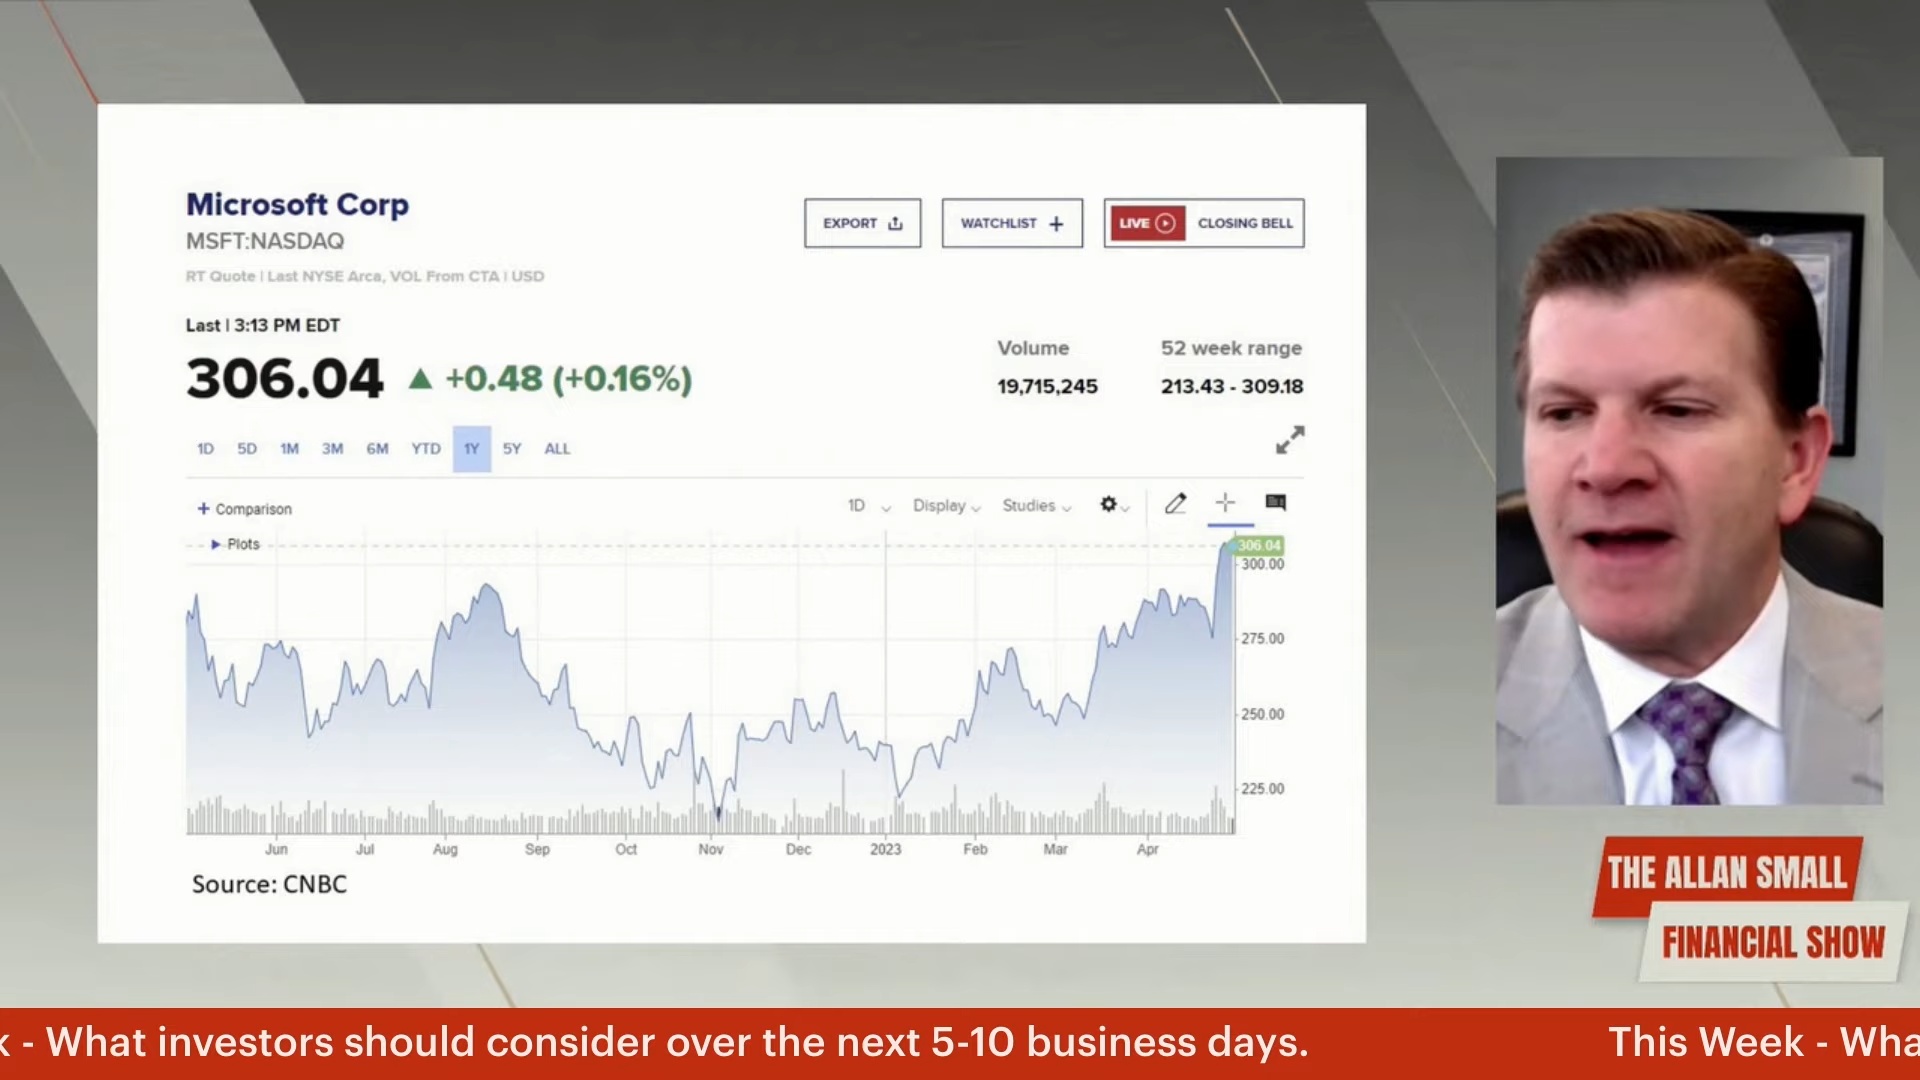 Microsoft Corp
MSFT:NASDAQ
RT Quote | Last NYSE Arca, VOL From CTA | USD
EXPORT
WATCHLIST +
LIVE
CLOSING BELL
Last | 3:13 PM EDT
306.04 ▲ +0.48 (+0.16%)
Volume
19,715,245
52 week range
213.43 - 309.18
1D 5D 1M 3M 6M YTD 1Y 5Y ALL
+ Comparison
1D Display Studies
Plots
306.04
300.00
275.00
250.00
225.00
Jun Jul Aug Sep Oct Nov Dec 2023 Feb Mar Apr
Source: CNBC
THE ALLAN SMALL
FINANCIAL SHOW
k - What investors should consider over the next 5-10 business days. This Week - Wha